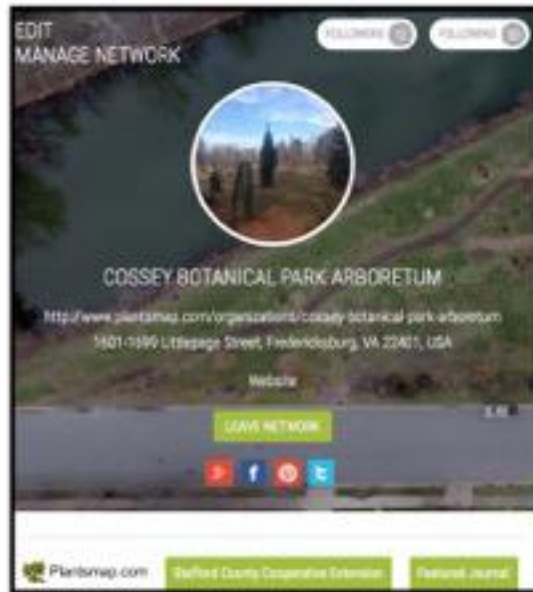 EDIT
MANAGE NETWORK
FOLLOWERS
FOLLOWING
COSSEY BOTANICAL PARK ARBORETUM
http://www.plantsmap.com/organizations/cossey-botanical-park-arboretum
1601-1699 Littlepage Street, Fredericksburg, VA 22401, USA
Website
LEAVE NETWORK
Plantsmap.com
Stafford County Cooperative Extension
Featured Journal